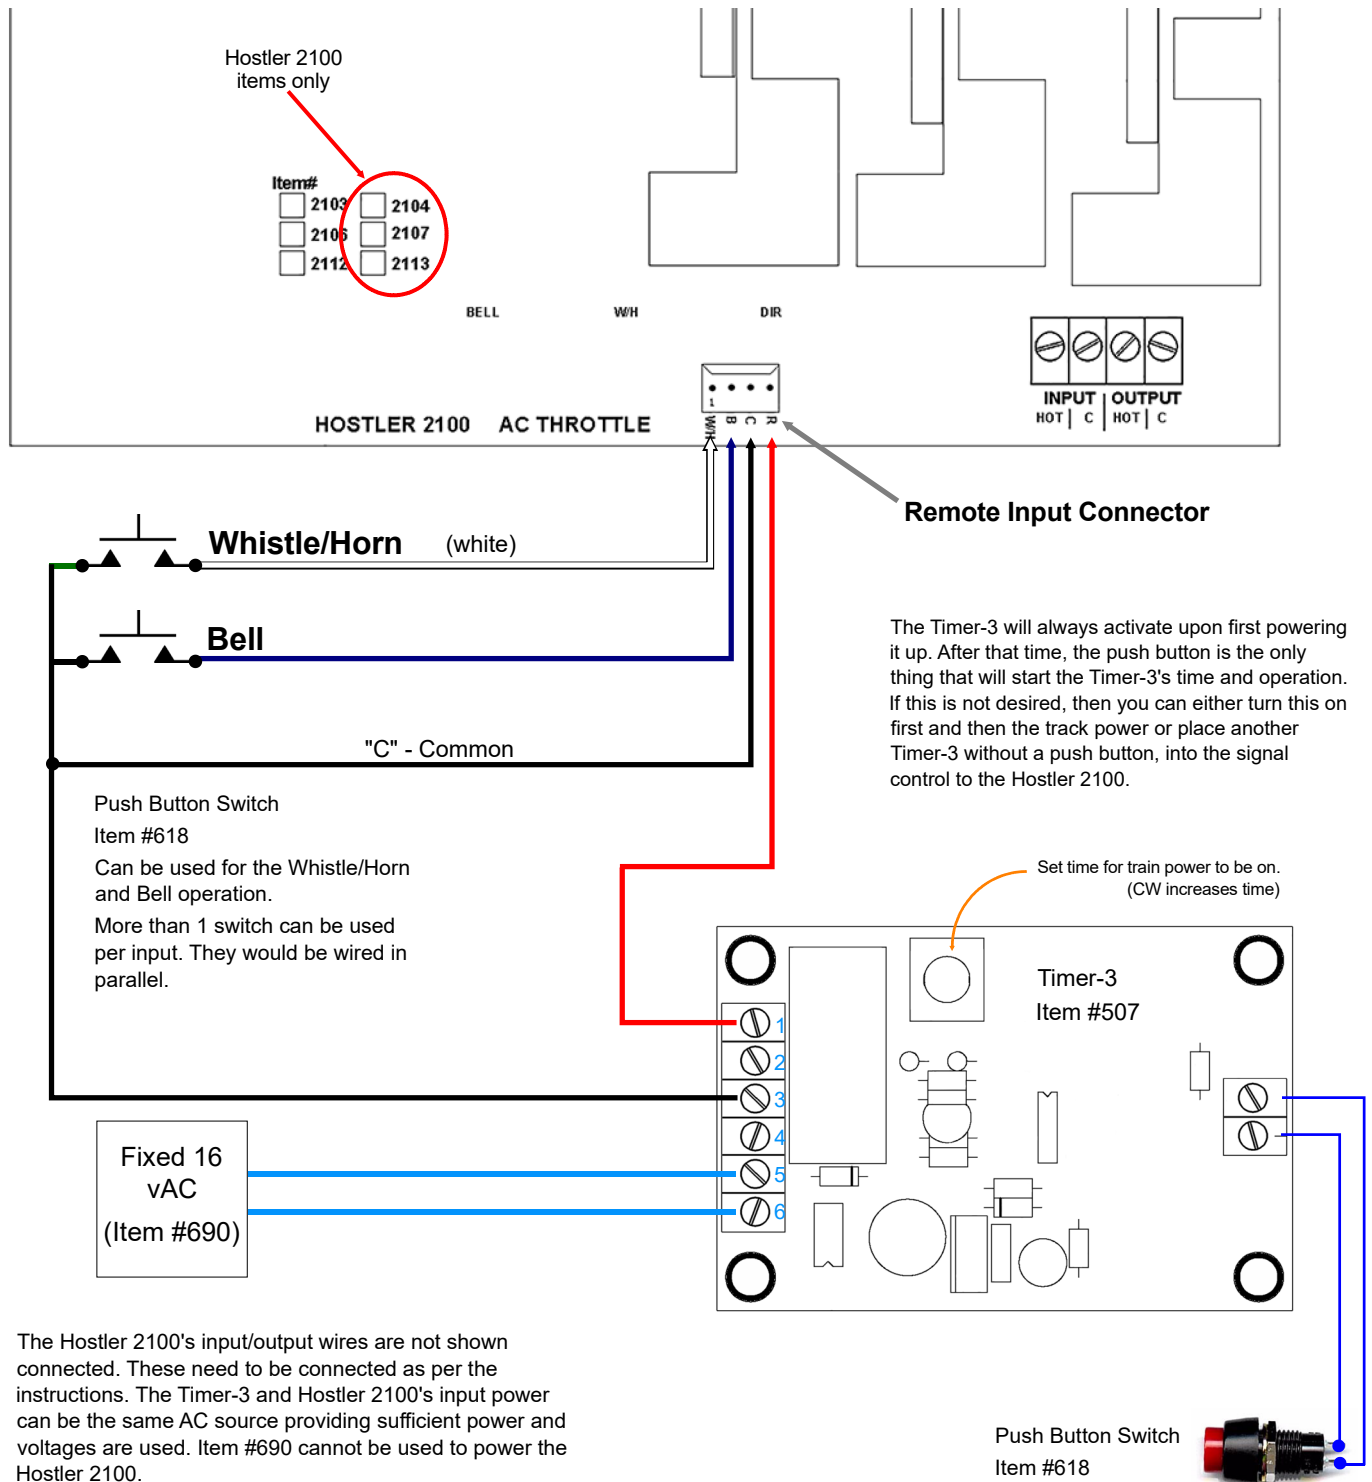 Hostler 2100
items only
Item#
2103 2104
2106 2107
2112 2113
BELL W/H DIR
1
W/H B C R
HOSTLER 2100 AC THROTTLE
INPUT OUTPUT
HOT C HOT C
Remote Input Connector
Whistle/Horn (white)
Bell
"C" - Common
The Timer-3 will always activate upon first powering
it up. After that time, the push button is the only
thing that will start the Timer-3's time and operation.
If this is not desired, then you can either turn this on
first and then the track power or place another
Timer-3 without a push button, into the signal
control to the Hostler 2100.
Push Button Switch
Item #618
Can be used for the Whistle/Horn
and Bell operation.
More than 1 switch can be used
per input. They would be wired in
parallel.
Set time for train power to be on.
(CW increases time)
Timer-3
Item #507
1
2
3
4
5
6
Fixed 16
vAC
(Item #690)
The Hostler 2100's input/output wires are not shown
connected. These need to be connected as per the
instructions. The Timer-3 and Hostler 2100's input power
can be the same AC source providing sufficient power and
voltages are used. Item #690 cannot be used to power the
Hostler 2100.
Push Button Switch
Item #618